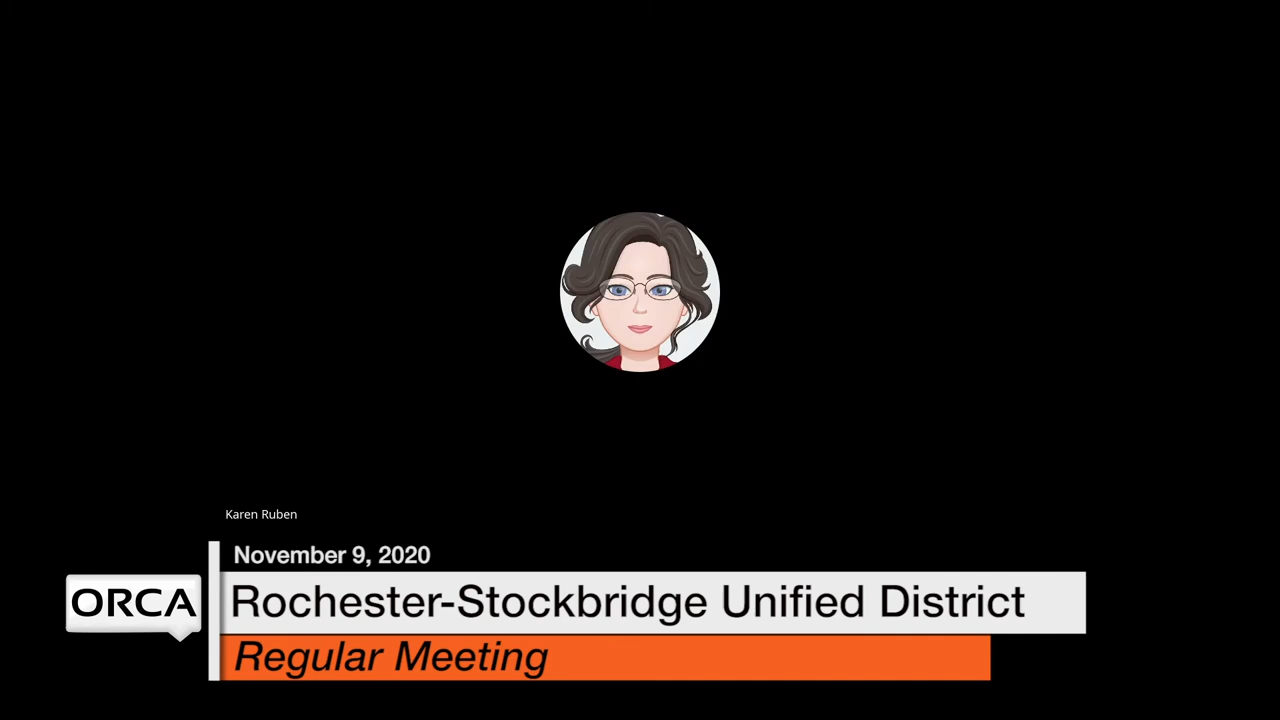 Karen Ruben
November 9, 2020
ORCA
Rochester-Stockbridge Unified District
Regular Meeting